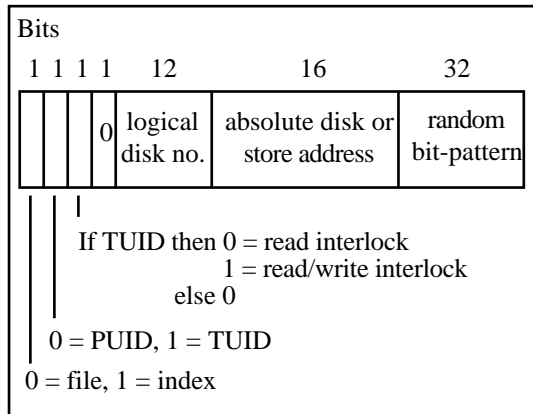 Bits
1 1 1 1 12 16 32
0 logical disk no. absolute disk or store address random bit-pattern
If TUID then 0 = read interlock
1 = read/write interlock
else 0
0 = PUID, 1 = TUID
0 = file, 1 = index